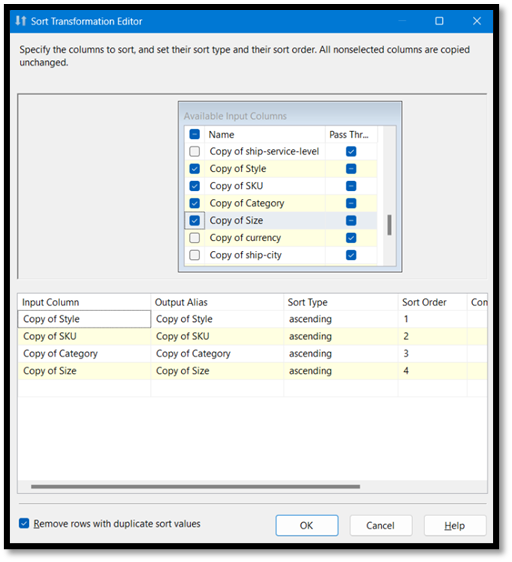 Sort Transformation Editor
Specify the columns to sort, and set their sort type and their sort order. All nonselected columns are copied
unchanged.
Available Input Columns
Name Pass Thr...
Copy of ship-service-level
Copy of Style
Copy of SKU
Copy of Category
Copy of Size
Copy of currency
Copy of ship-city
Input Column Output Alias Sort Type Sort Order Con
Copy of Style Copy of Style ascending 1
Copy of SKU Copy of SKU ascending 2
Copy of Category Copy of Category ascending 3
Copy of Size Copy of Size ascending 4
Remove rows with duplicate sort values OK Cancel Help